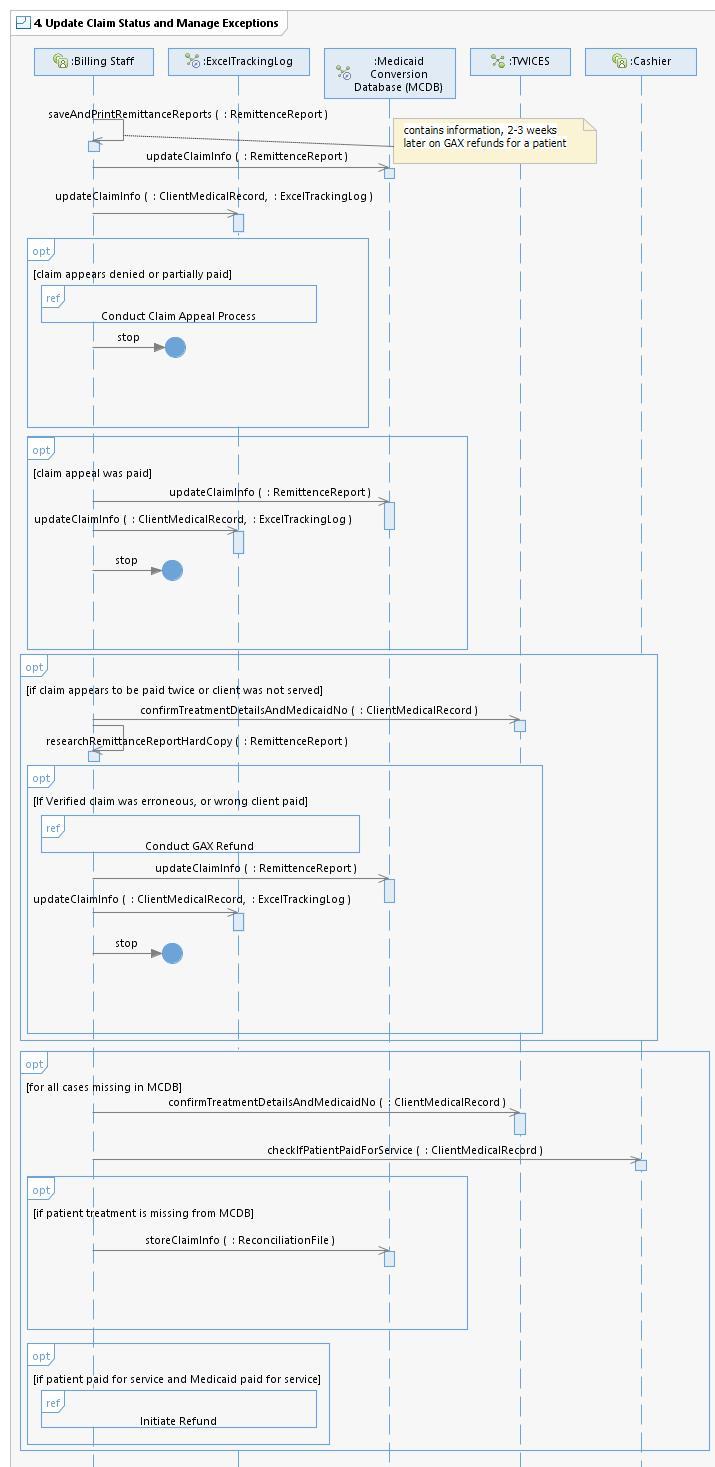 4. Update Claim Status and Manage Exceptions
:Billing Staff
:ExcelTrackingLog
:Medicaid
Conversion
Database (MCDB)
:TWICES
:Cashier
saveAndPrintRemittanceReports ( : RemittanceReport )
contains information, 2-3 weeks
later on GAX refunds for a patient
updateClaimInfo ( : RemittenceReport )
updateClaimInfo ( : ClientMedicalRecord, : ExcelTrackingLog )
opt
[claim appears denied or partially paid]
ref
Conduct Claim Appeal Process
stop
opt
[claim appeal was paid]
updateClaimInfo ( : RemittenceReport )
updateClaimInfo ( : ClientMedicalRecord, : ExcelTrackingLog )
stop
opt
[if claim appears to be paid twice or client was not served]
confirmTreatmentDetailsAndMedicaidNo ( : ClientMedicalRecord )
researchRemittanceReportHardCopy ( : RemittenceReport )
opt
[If Verified claim was erroneous, or wrong client paid]
ref
Conduct GAX Refund
updateClaimInfo ( : RemittenceReport )
updateClaimInfo ( : ClientMedicalRecord, : ExcelTrackingLog )
stop
opt
[for all cases missing in MCDB]
confirmTreatmentDetailsAndMedicaidNo ( : ClientMedicalRecord )
checkIfPatientPaidForService ( : ClientMedicalRecord )
opt
[if patient treatment is missing from MCDB]
storeClaimInfo ( : ReconciliationFile )
opt
[if patient paid for service and Medicaid paid for service]
ref
Initiate Refund